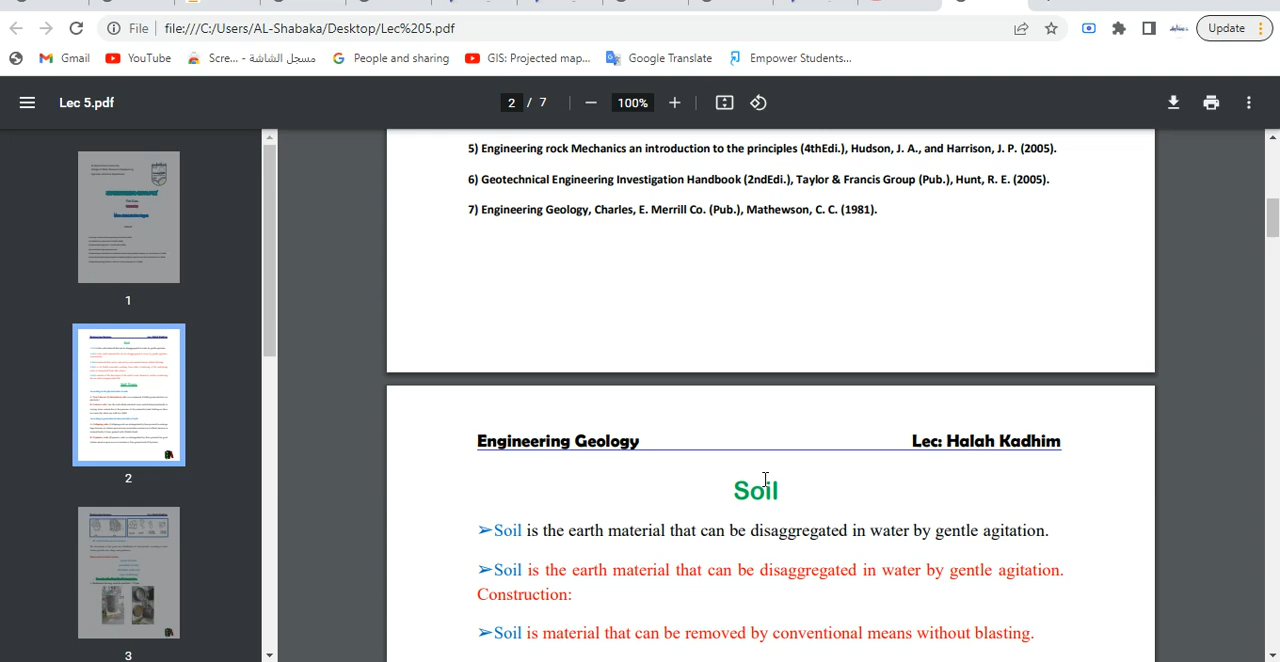 File
file:///C:/Users/AL-Shabaka/Desktop/Lec%205.pdf
Update
Gmail
YouTube
Scre... - مسجل الشاشة
People and sharing
GIS: Projected map...
Google Translate
Empower Students...
Lec 5.pdf
2 / 7
100%
1
2
3
5) Engineering rock Mechanics an introduction to the principles (4thEdi.), Hudson, J. A., and Harrison, J. P. (2005).
6) Geotechnical Engineering Investigation Handbook (2ndEdi.), Taylor & Francis Group (Pub.), Hunt, R. E. (2005).
7) Engineering Geology, Charles, E. Merrill Co. (Pub.), Mathewson, C. C. (1981).
Engineering Geology Lec: Halah Kadhim
Soil
➢Soil is the earth material that can be disaggregated in water by gentle agitation.
➢Soil is the earth material that can be disaggregated in water by gentle agitation.
Construction:
➢Soil is material that can be removed by conventional means without blasting.